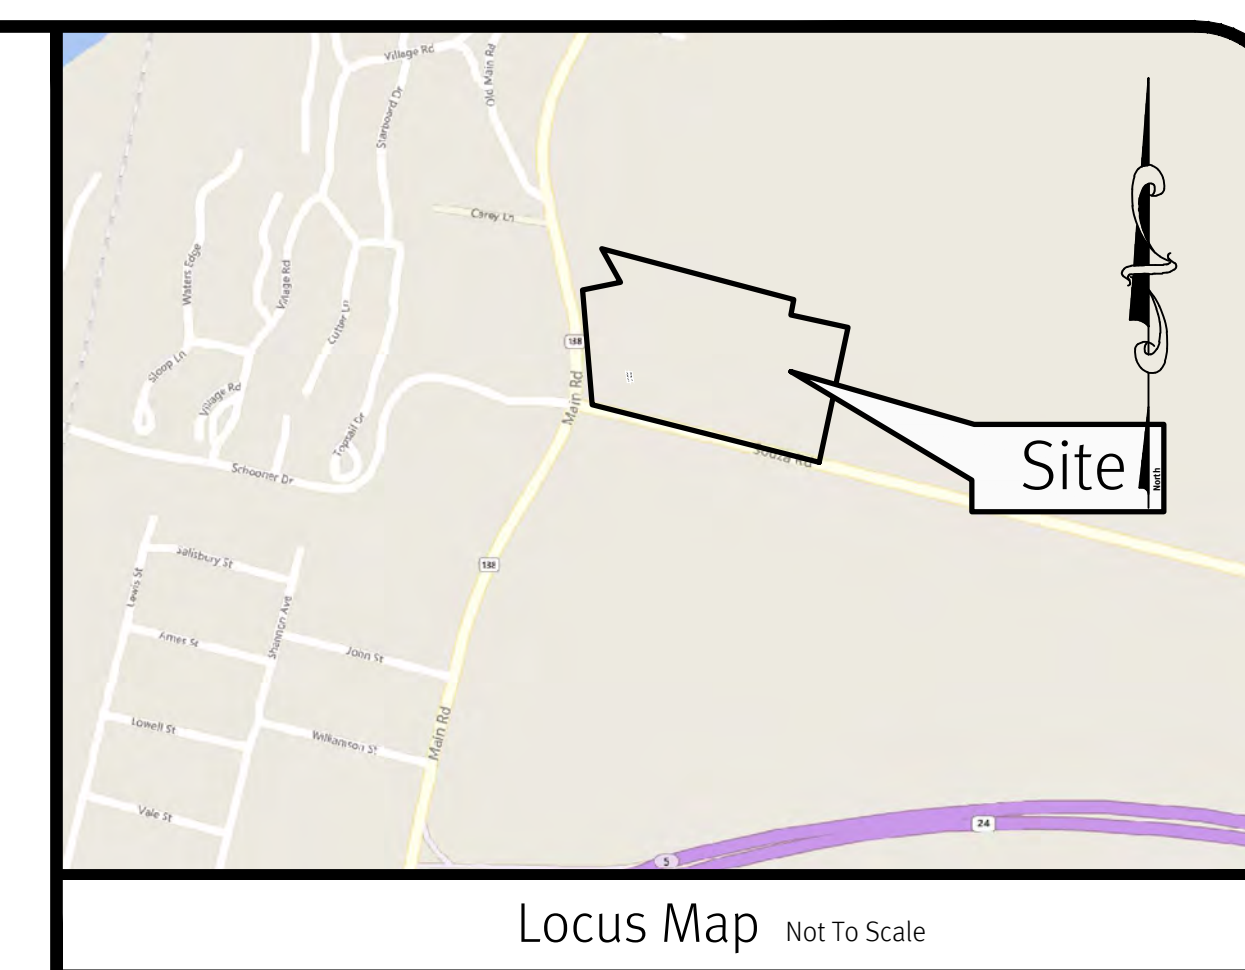 Village Rd
Old Main Rd
Starboard Dr
Carey Ln
Waters Edge
Village Rd
Cutter Ln
138
Sloop Ln
Village Rd
Main Rd
Topsail Dr
Souza Rd
Schooner Dr
Site
North
138
Salisbury St
Lewis St
Shannon Ave
Ames St
John St
Lowell St
Williamson St
Main Rd
Vale St
24
5
Locus Map Not To Scale